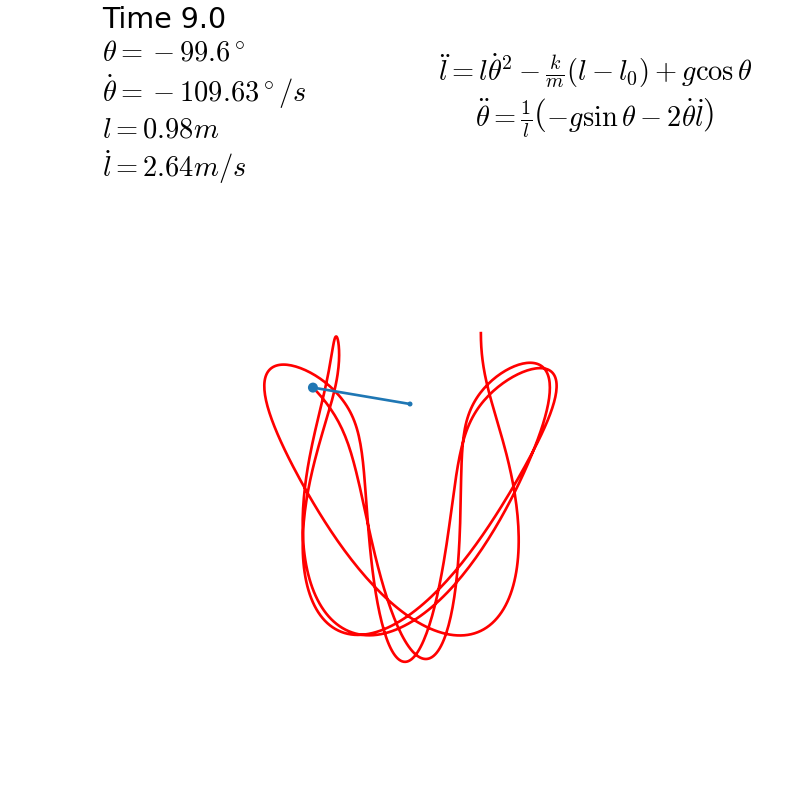 Time 9.0
θ = −99.6°
θ̇ = −109.63°/s
l = 0.98m
l̇ = 2.64m/s
l̈ = lθ̇² − k/m(l − l₀) + g cos θ
θ̈ = 1/l(−g sin θ − 2θ̇l̇)